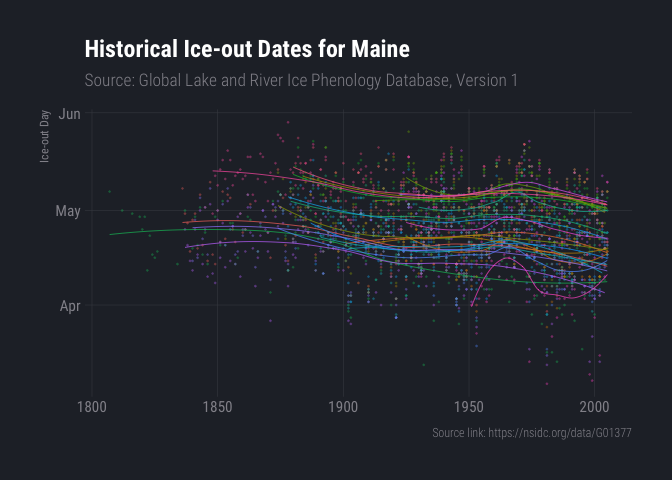 Historical Ice-out Dates for Maine
Source: Global Lake and River Ice Phenology Database, Version 1
Ice-out Day
Jun
May
Apr
1800
1850
1900
1950
2000
Source link: https://nsidc.org/data/G01377